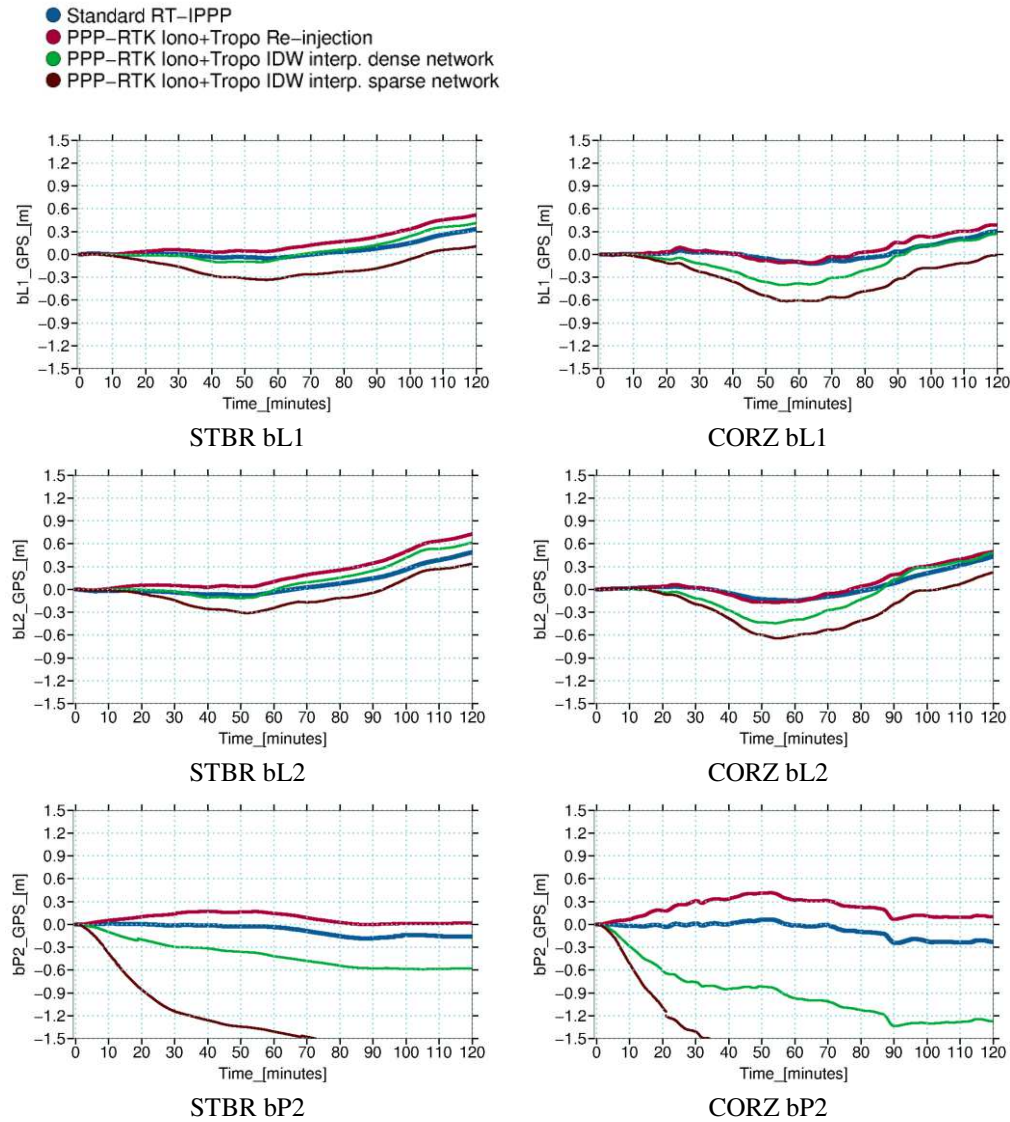 Standard RT-IPPP
PPP-RTK Iono+Tropo Re-injection
PPP-RTK Iono+Tropo IDW interp. dense network
PPP-RTK Iono+Tropo IDW interp. sparse network
bL1_GPS_[m]
1.5
1.2
0.9
0.6
0.3
0.0
-0.3
-0.6
-0.9
-1.2
-1.5
0 10 20 30 40 50 60 70 80 90 100 110 120
Time_[minutes]
STBR bL1
bL1_GPS_[m]
1.5
1.2
0.9
0.6
0.3
0.0
-0.3
-0.6
-0.9
-1.2
-1.5
0 10 20 30 40 50 60 70 80 90 100 110 120
Time_[minutes]
CORZ bL1
bL2_GPS_[m]
1.5
1.2
0.9
0.6
0.3
0.0
-0.3
-0.6
-0.9
-1.2
-1.5
0 10 20 30 40 50 60 70 80 90 100 110 120
Time_[minutes]
STBR bL2
bL2_GPS_[m]
1.5
1.2
0.9
0.6
0.3
0.0
-0.3
-0.6
-0.9
-1.2
-1.5
0 10 20 30 40 50 60 70 80 90 100 110 120
Time_[minutes]
CORZ bL2
bP2_GPS_[m]
1.5
1.2
0.9
0.6
0.3
0.0
-0.3
-0.6
-0.9
-1.2
-1.5
0 10 20 30 40 50 60 70 80 90 100 110 120
Time_[minutes]
STBR bP2
bP2_GPS_[m]
1.5
1.2
0.9
0.6
0.3
0.0
-0.3
-0.6
-0.9
-1.2
-1.5
0 10 20 30 40 50 60 70 80 90 100 110 120
Time_[minutes]
CORZ bP2